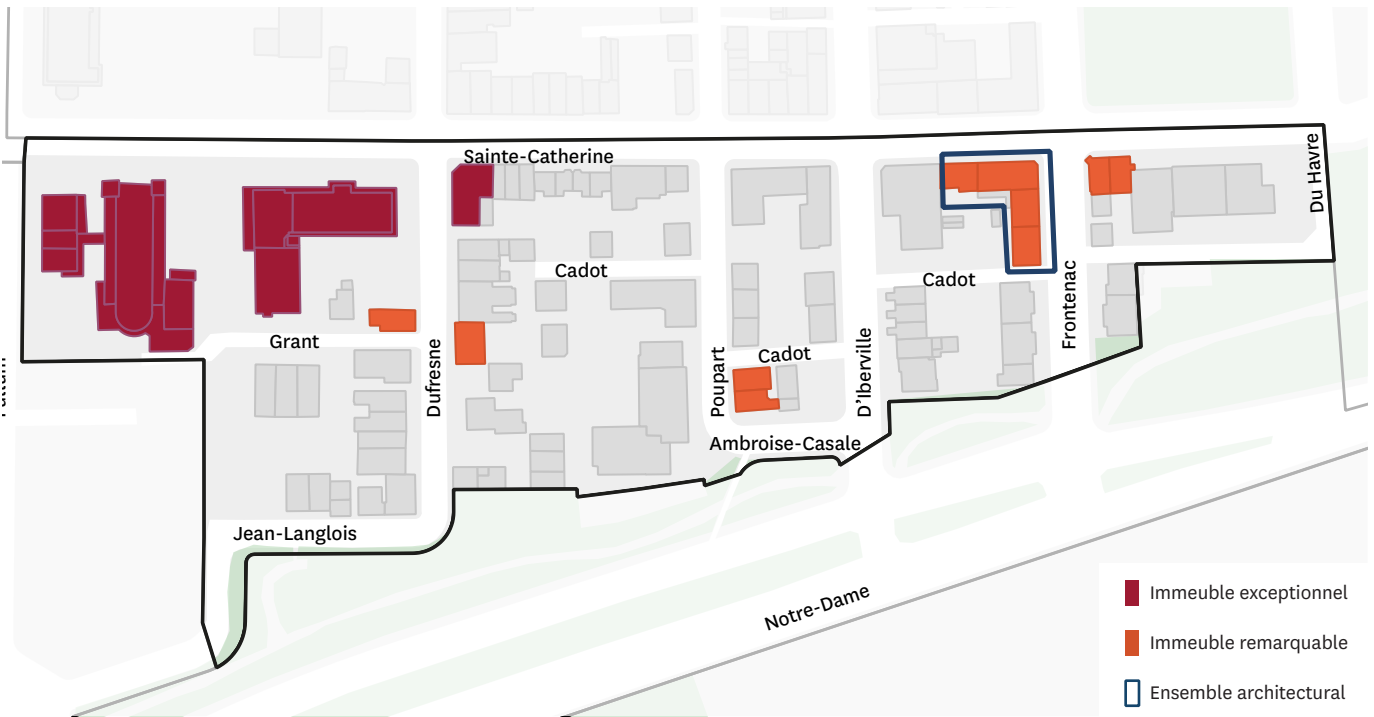 Sainte-Catherine
Du Havre
Cadot
Cadot
Frontenac
Grant
Dufresne
Poupart
Cadot
D'Iberville
Ambroise-Casale
Jean-Langlois
Notre-Dame
Immeuble exceptionnel
Immeuble remarquable
Ensemble architectural